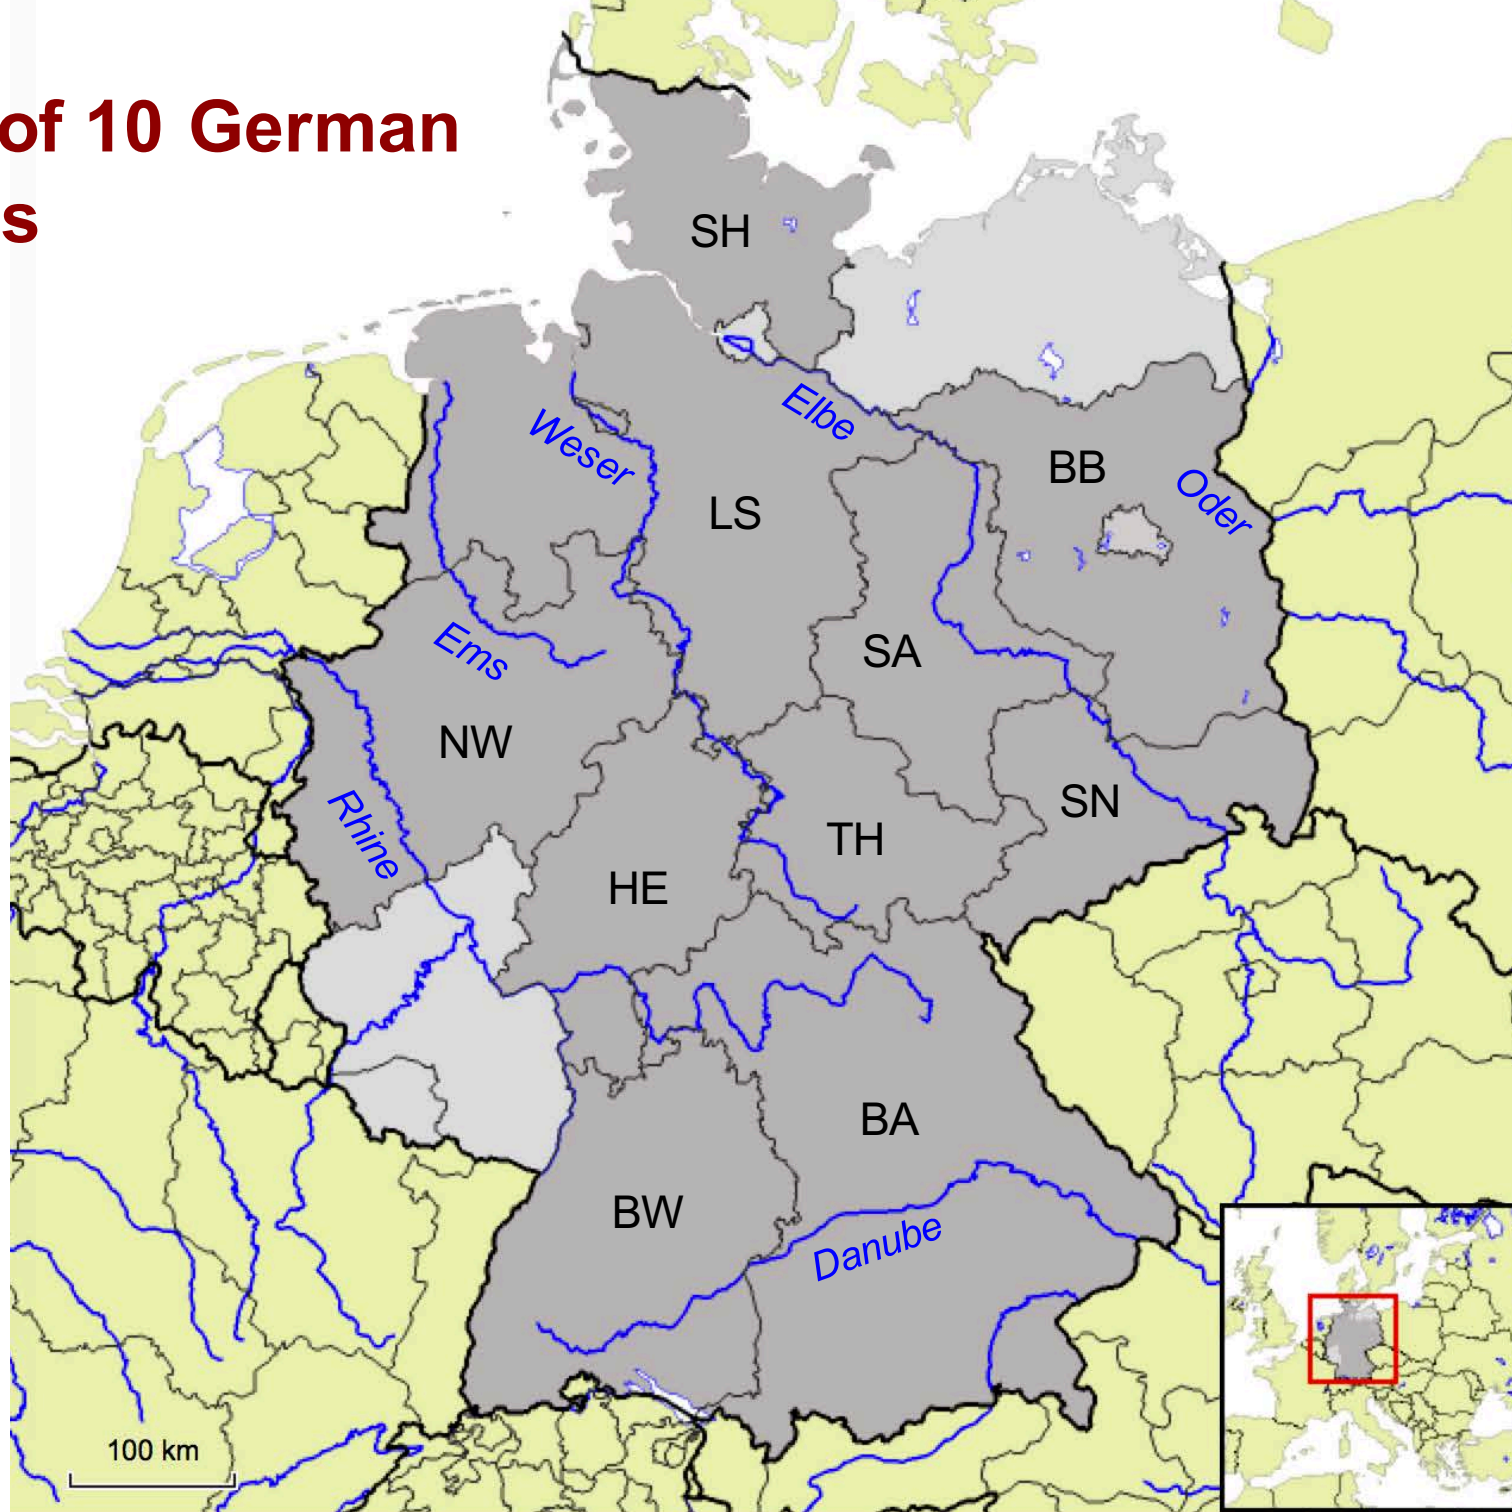 of 10 German
s
SH
Elbe
Weser
BB
Oder
LS
Ems
SA
NW
Rhine
SN
TH
HE
BA
BW
Danube
100 km